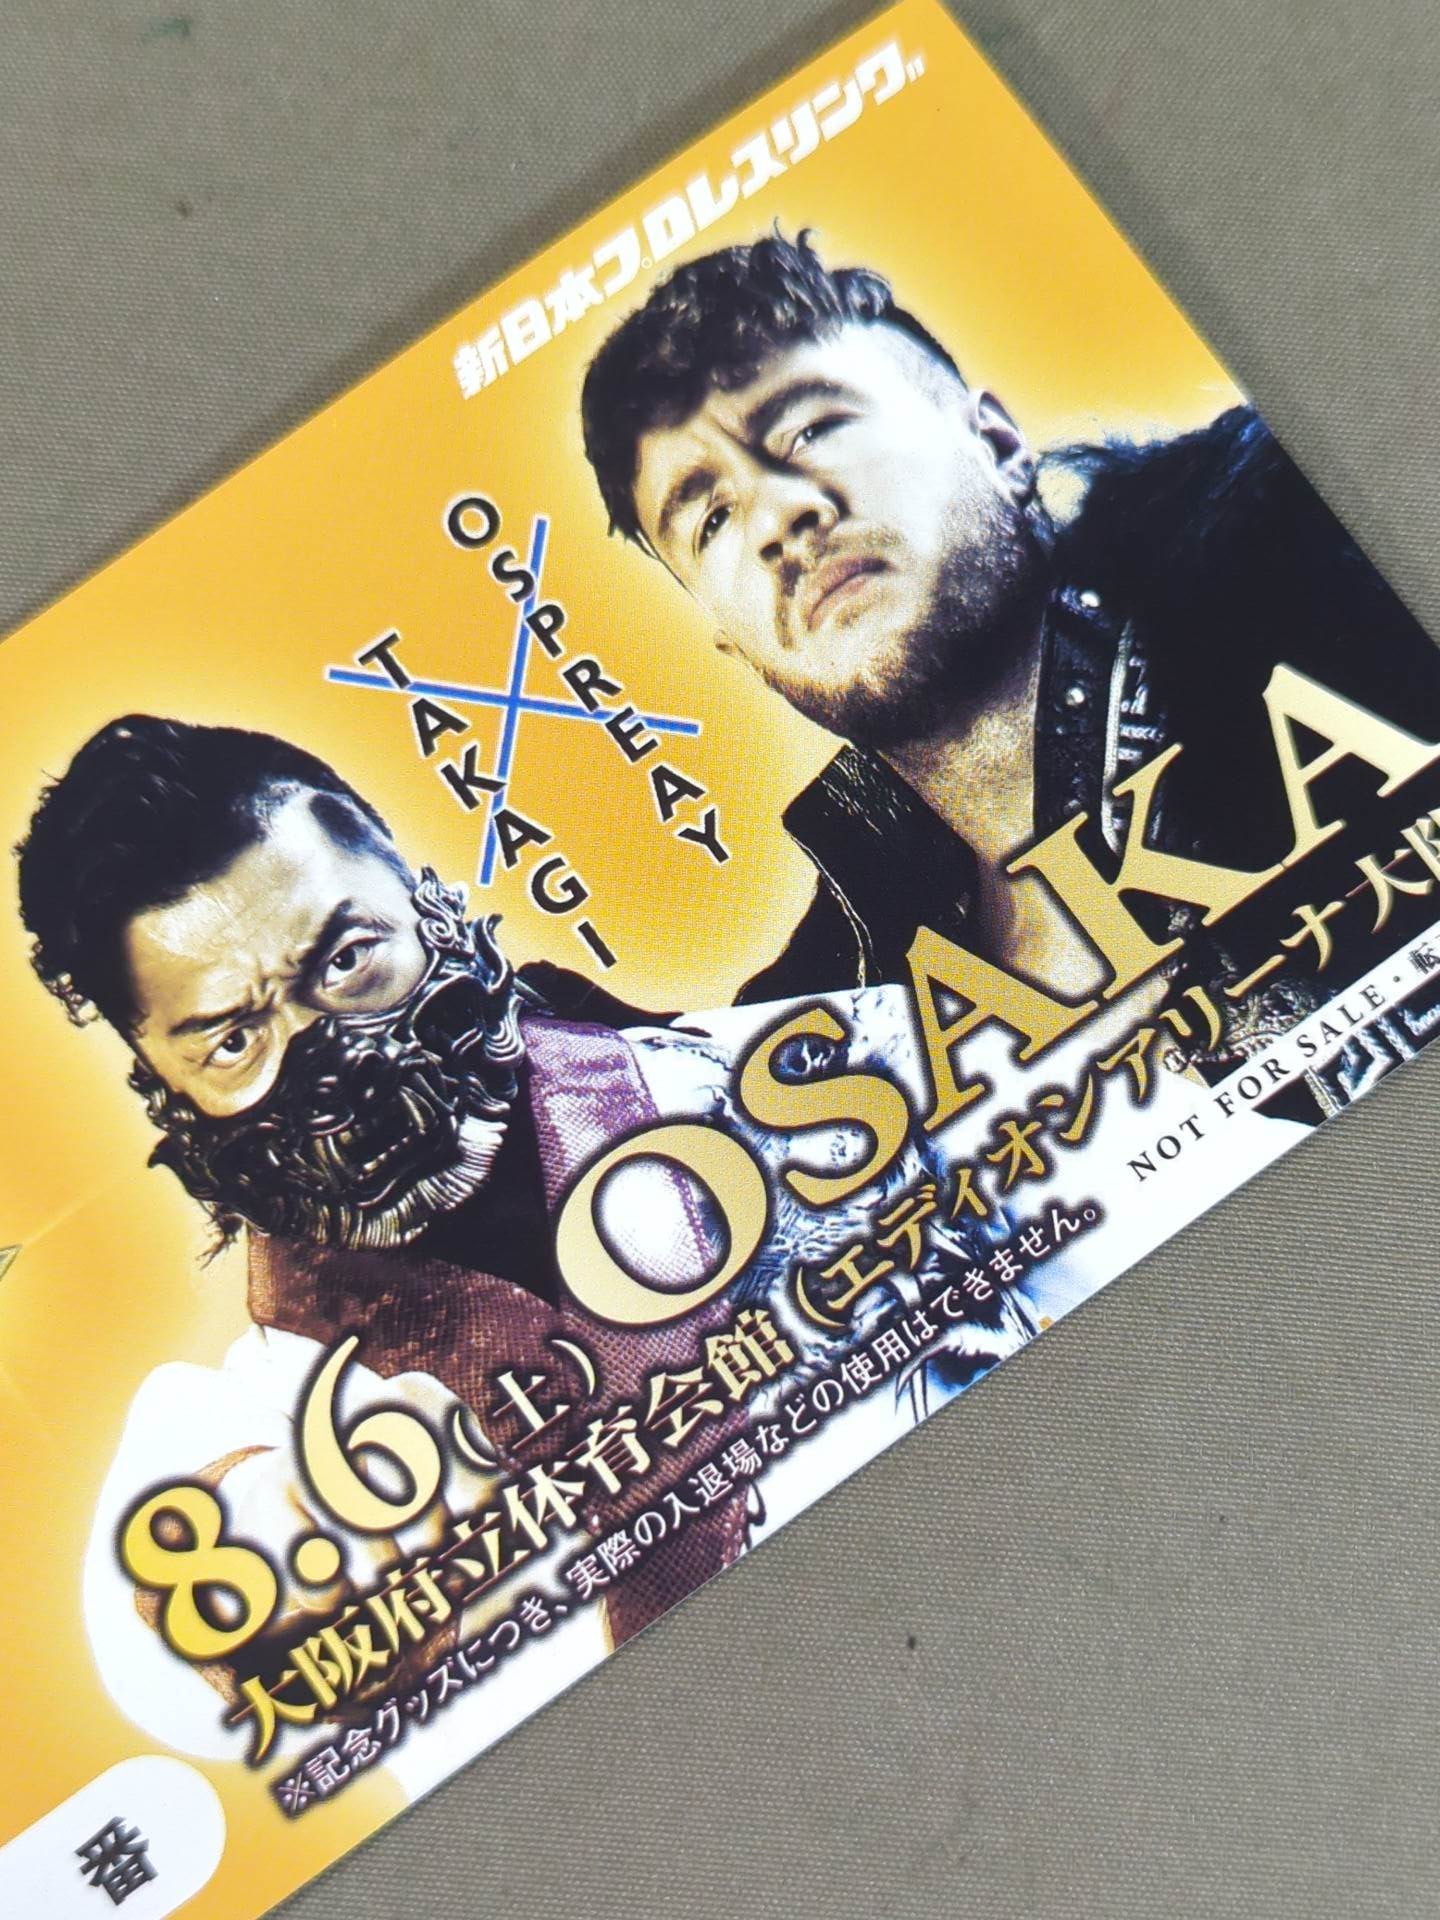 新日本プロレスリング!!
OSPREAY
TAKAGI
OSAKA
8.6(土)
大阪府立体育会館(エディオンアリーナ大阪
NOT FOR SALE・転
※記念グッズにつき、実際の入退場などの使用はできません。
番